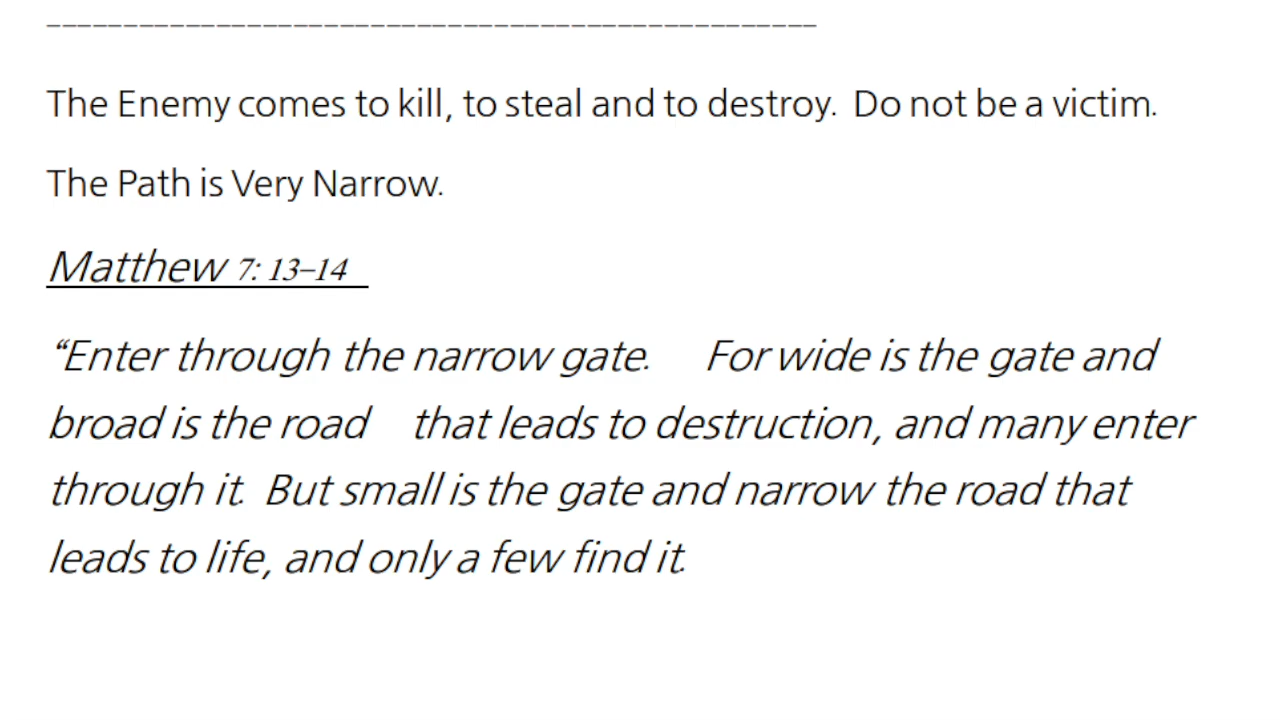 The Enemy comes to kill, to steal and to destroy.  Do not be a victim.
The Path is Very Narrow.
Matthew 7: 13–14
“Enter through the narrow gate.    For wide is the gate and
broad is the road    that leads to destruction, and many enter
through it.  But small is the gate and narrow the road that
leads to life, and only a few find it.